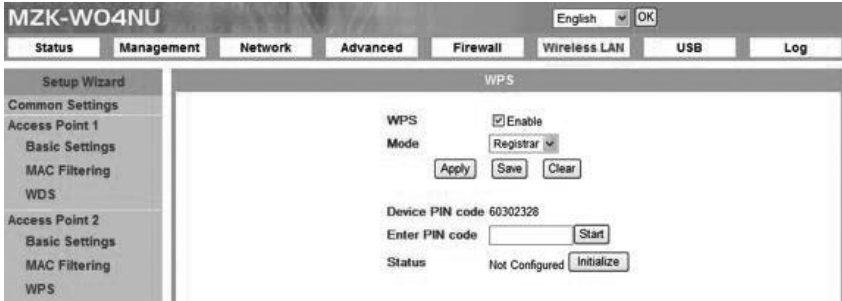 MZK-WO4NU
English OK
Status Management Network Advanced Firewall Wireless LAN USB Log
Setup Wizard
Common Settings
Access Point 1
Basic Settings
MAC Filtering
WDS
Access Point 2
Basic Settings
MAC Filtering
WPS
WPS
WPS Enable
Mode Registrar
Apply Save Clear
Device PIN code 60302328
Enter PIN code Start
Status Not Configured Initialize